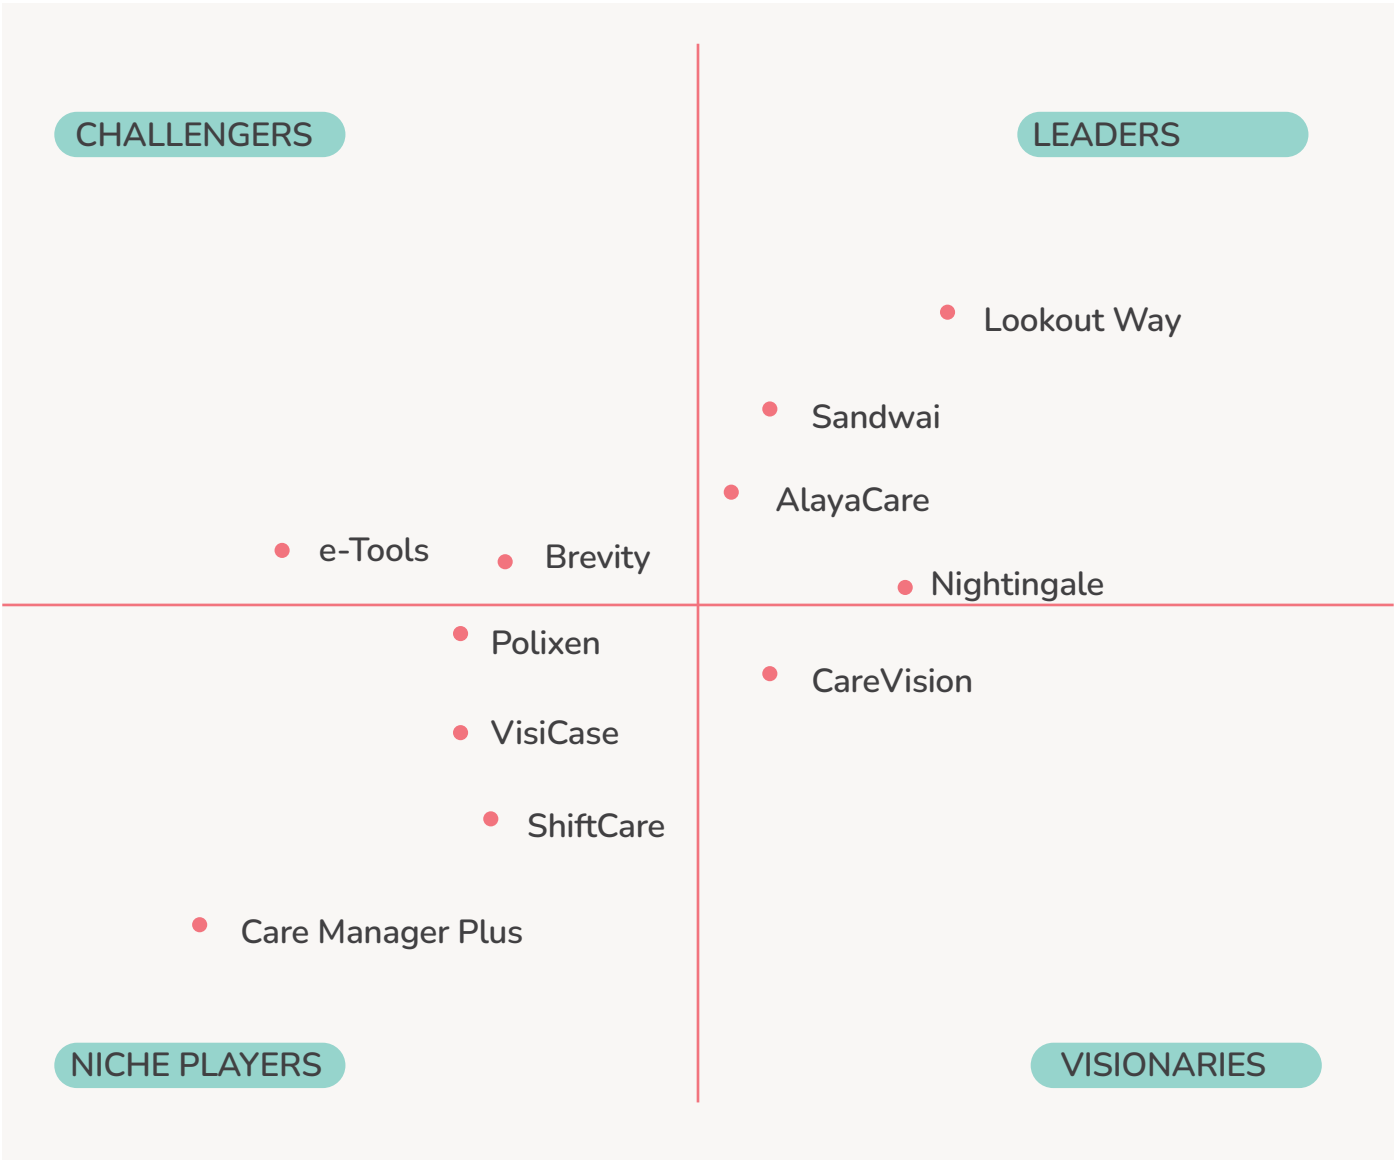 CHALLENGERS
LEADERS
Lookout Way
Sandwai
AlayaCare
e-Tools
Brevity
Nightingale
Polixen
CareVision
VisiCase
ShiftCare
Care Manager Plus
NICHE PLAYERS
VISIONARIES